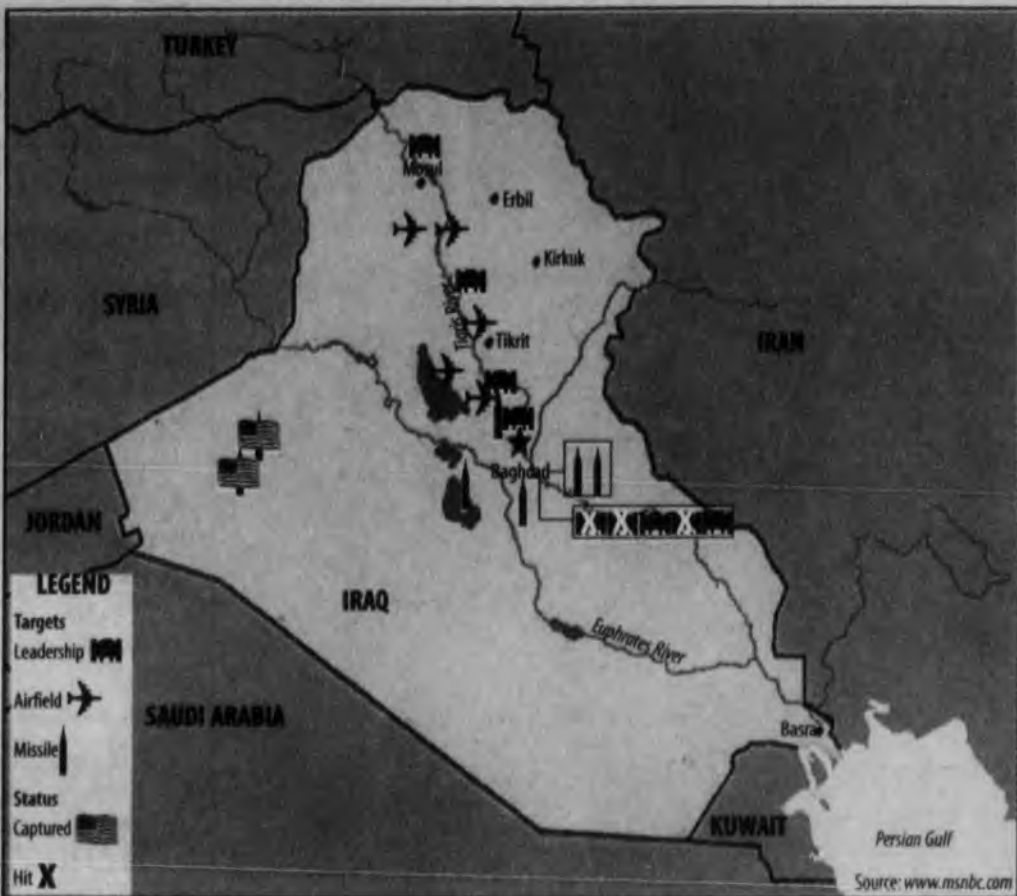 TURKEY
Mosul
Erbil
Kirkuk
SYRIA
Tigris River
Tikrit
IRAN
Baghdad
JORDAN
LEGEND
Targets
Leadership
Airfield
Missile
Status
Captured
Hit X
IRAQ
Euphrates River
SAUDI ARABIA
Basra
KUWAIT
Persian Gulf
Source: www.msnbc.com